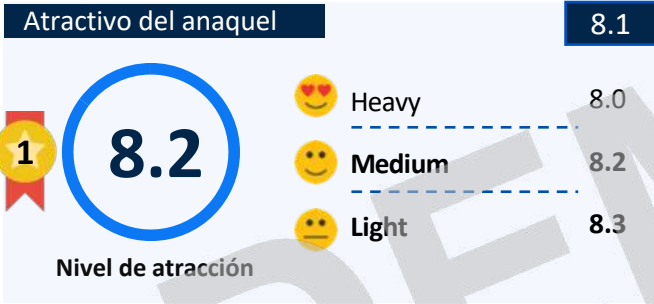 Atractivo del anaquel
8.1
1
8.2
Nivel de atracción
Heavy 8.0
Medium 8.2
Light 8.3
DEM